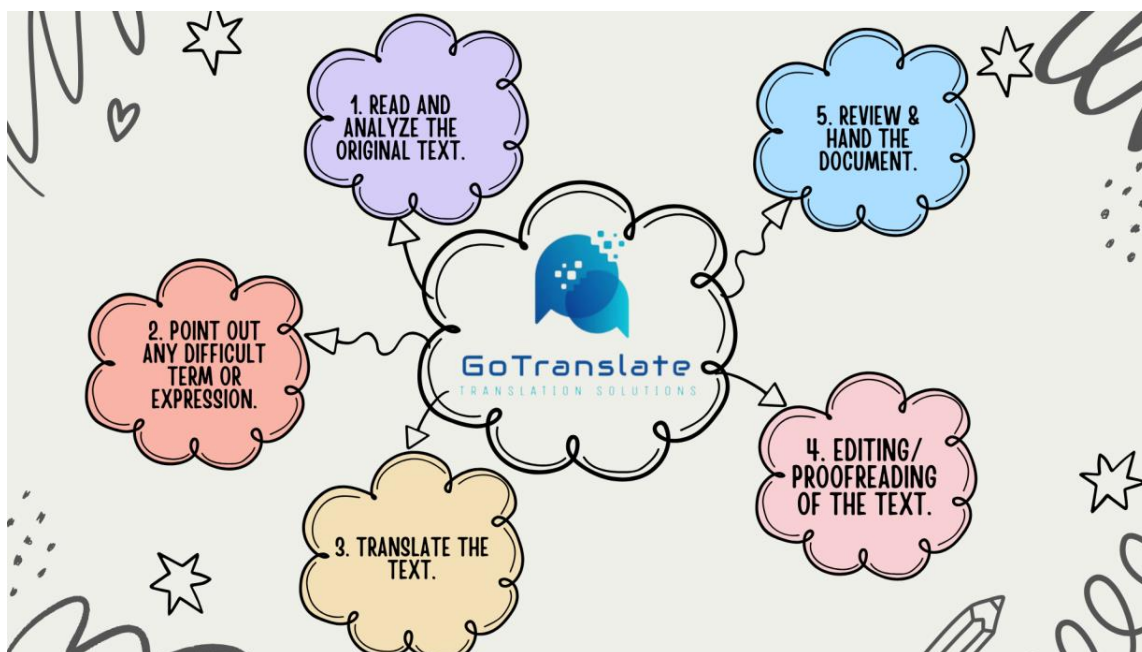 1. READ AND
ANALYZE THE
ORIGINAL TEXT.
2. POINT OUT
ANY DIFFICULT
TERM OR
EXPRESSION.
3. TRANSLATE THE
TEXT.
4. EDITING/
PROOFREADING
OF THE TEXT.
5. REVIEW &
HAND THE
DOCUMENT.
GoTranslate
TRANSLATION SOLUTIONS